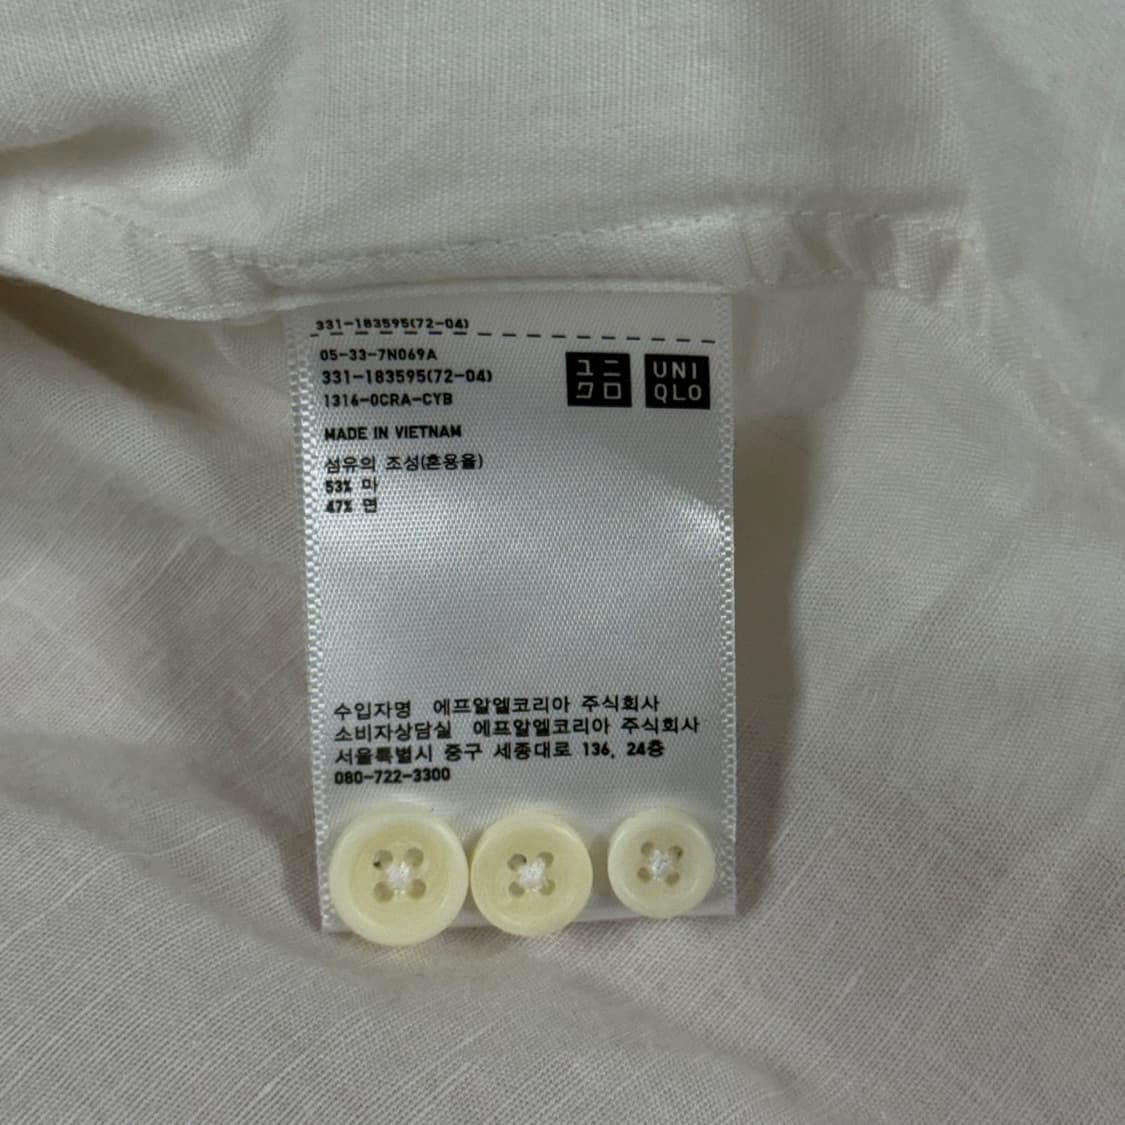 331-183595(72-04)
05-33-7N069A
331-183595(72-04)
1316-0CRA-CYB
ユニ
クロ
UNI
QLO
MADE IN VIETNAM
섬유의 조성(혼용율)
53% 마
47% 면
수입자명 에프알엘코리아 주식회사
소비자상담실 에프알엘코리아 주식회사
서울특별시 중구 세종대로 136, 24층
080-722-3300